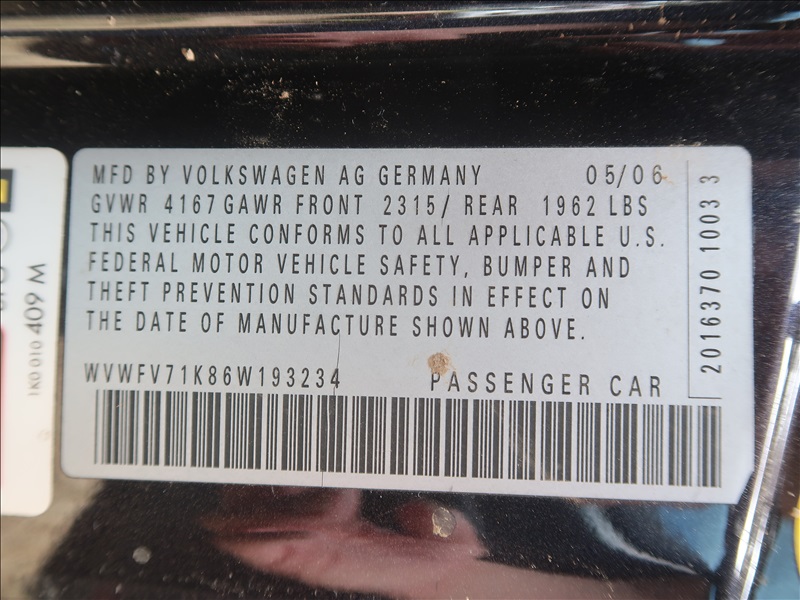 MFD BY VOLKSWAGEN AG GERMANY 05/06
GVWR 4167 GAWR FRONT 2315/ REAR 1962 LBS
THIS VEHICLE CONFORMS TO ALL APPLICABLE U.S.
FEDERAL MOTOR VEHICLE SAFETY, BUMPER AND
THEFT PREVENTION STANDARDS IN EFFECT ON
THE DATE OF MANUFACTURE SHOWN ABOVE.
WVWFV71K86W193234 PASSENGER CAR
2016370 1003 3
1K0 010 409 M